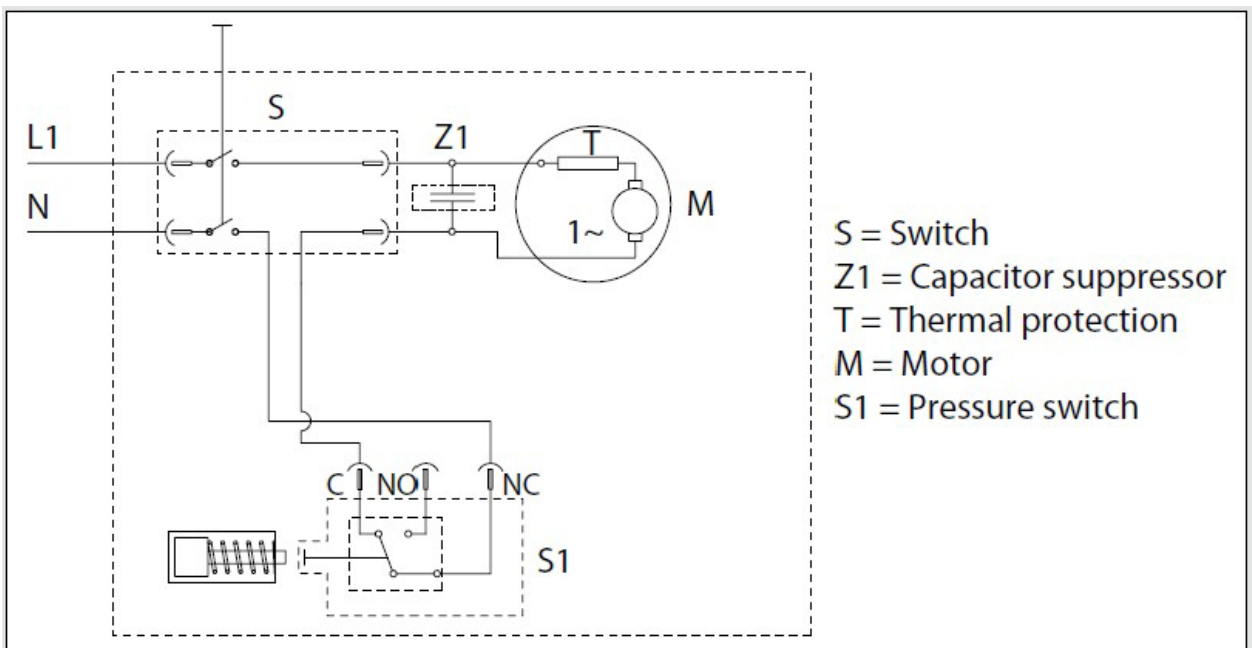 S
L1
Z1
T
N
M
1~
S = Switch
Z1 = Capacitor suppressor
T = Thermal protection
M = Motor
S1 = Pressure switch
C NO NC
S1